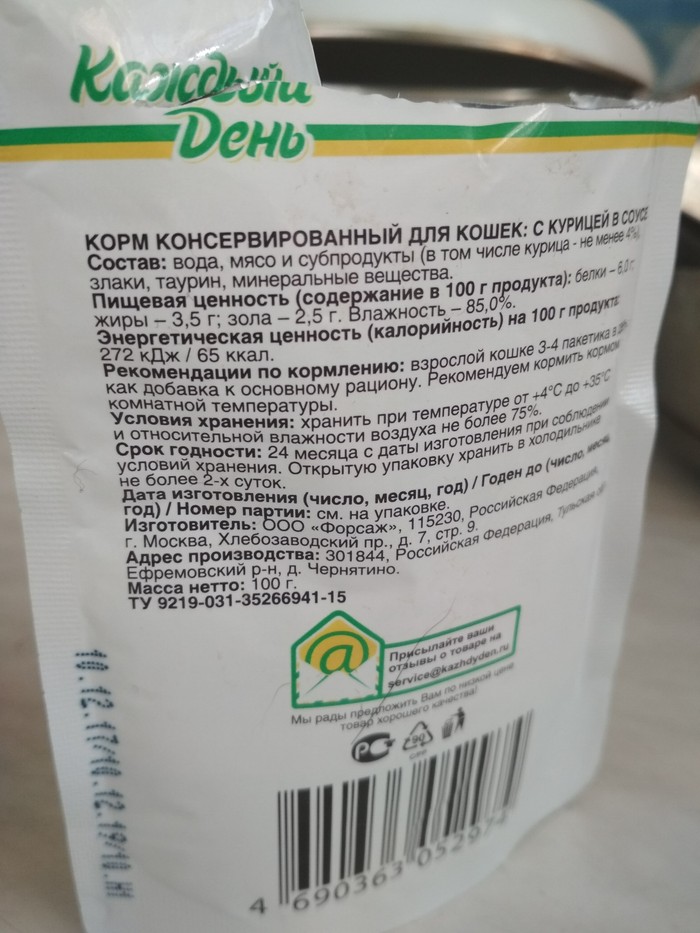 Каждый
День
КОРМ КОНСЕРВИРОВАННЫЙ ДЛЯ КОШЕК: С КУРИЦЕЙ В СОУСЕ
Состав: вода, мясо и субпродукты (в том числе курица - не менее 4%),
злаки, таурин, минеральные вещества.
Пищевая ценность (содержание в 100 г продукта): белки – 6,0 г,
жиры – 3,5 г; зола – 2,5 г. Влажность – 85,0%.
Энергетическая ценность (калорийность) на 100 г продукта:
272 кДж / 65 ккал.
Рекомендации по кормлению: взрослой кошке 3-4 пакетика в
как добавка к основному рациону. Рекомендуем кормить кормом
комнатной температуры.
Условия хранения: хранить при температуре от +4°С до +35°С
и относительной влажности воздуха не более 75%.
Срок годности: 24 месяца с даты изготовления при соблюдении
условий хранения. Открытую упаковку хранить в холодильнике
не более 2-х суток.
Дата изготовления (число, месяц, год) / Годен до (число, месяц,
год) / Номер партии: см. на упаковке.
Изготовитель: ООО «Форсаж», 115230, Российская Федерация,
г. Москва, Хлебозаводский пр., д. 7, стр. 9.
Адрес производства: 301844, Российская Федерация, Тульская об
Ефремовский р-н, д. Чернятино.
Масса нетто: 100 г.
ТУ 9219-031-35266941-15
@
Присылайте ваши
отзывы о товаре на
service@kazhdyden.ru
Мы рады предложить Вам по низкой цене
товар хорошего качества!
РСТ
90
C/PP
4 690363 052974
10.12.17/10.12.19/10.11